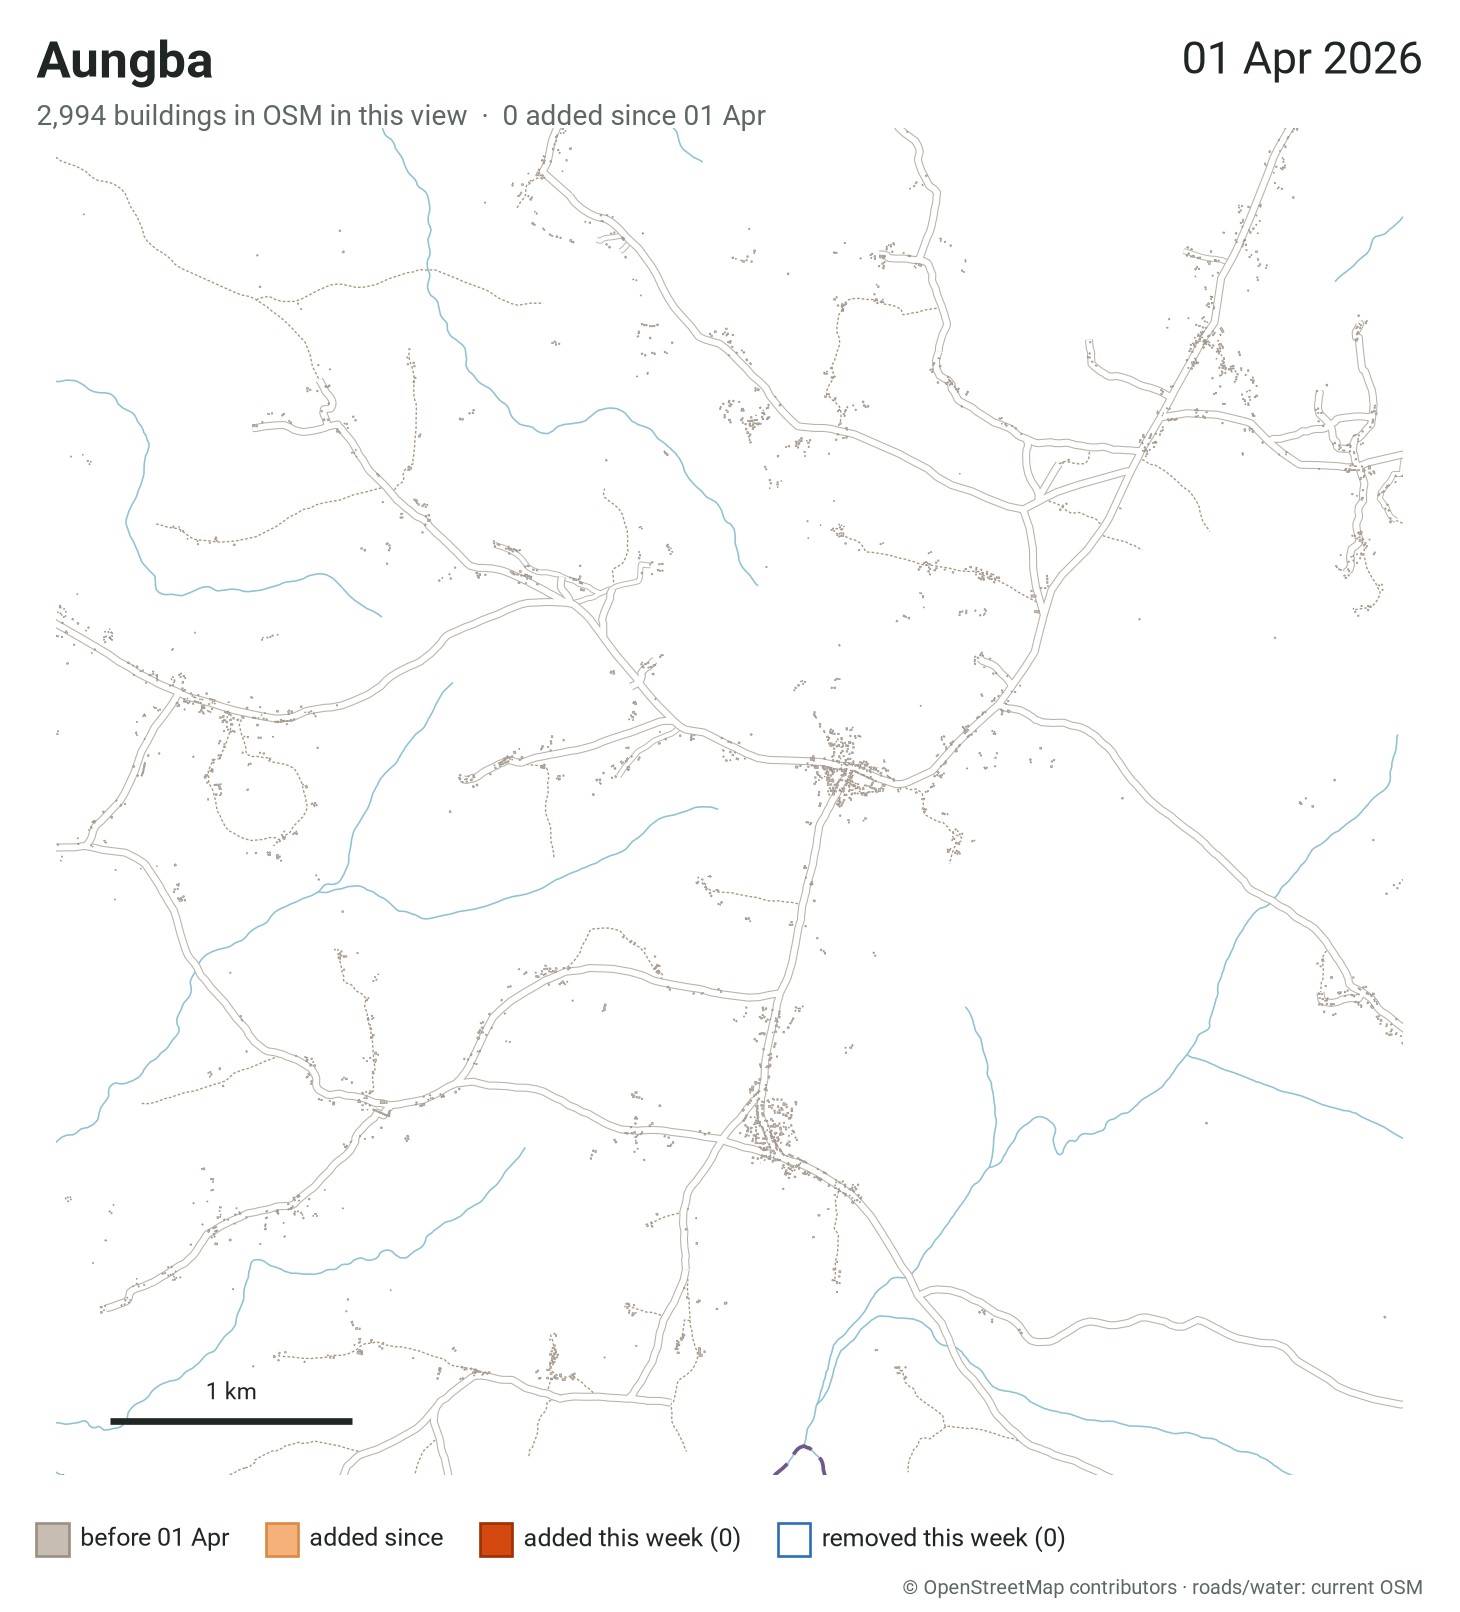 Aungba
01 Apr 2026
2,994 buildings in OSM in this view · 0 added since 01 Apr
1 km
before 01 Apr
added since
added this week (0)
removed this week (0)
© OpenStreetMap contributors · roads/water: current OSM